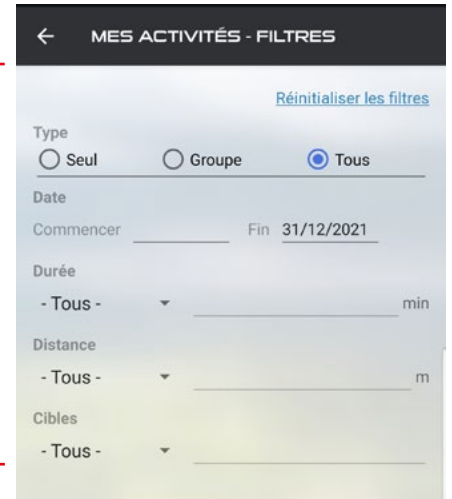 MES ACTIVITÉS - FILTRES
Réinitialiser les filtres
Type
Seul Groupe Tous
Date
Commencer Fin 31/12/2021
Durée
- Tous - min
Distance
- Tous - m
Cibles
- Tous -